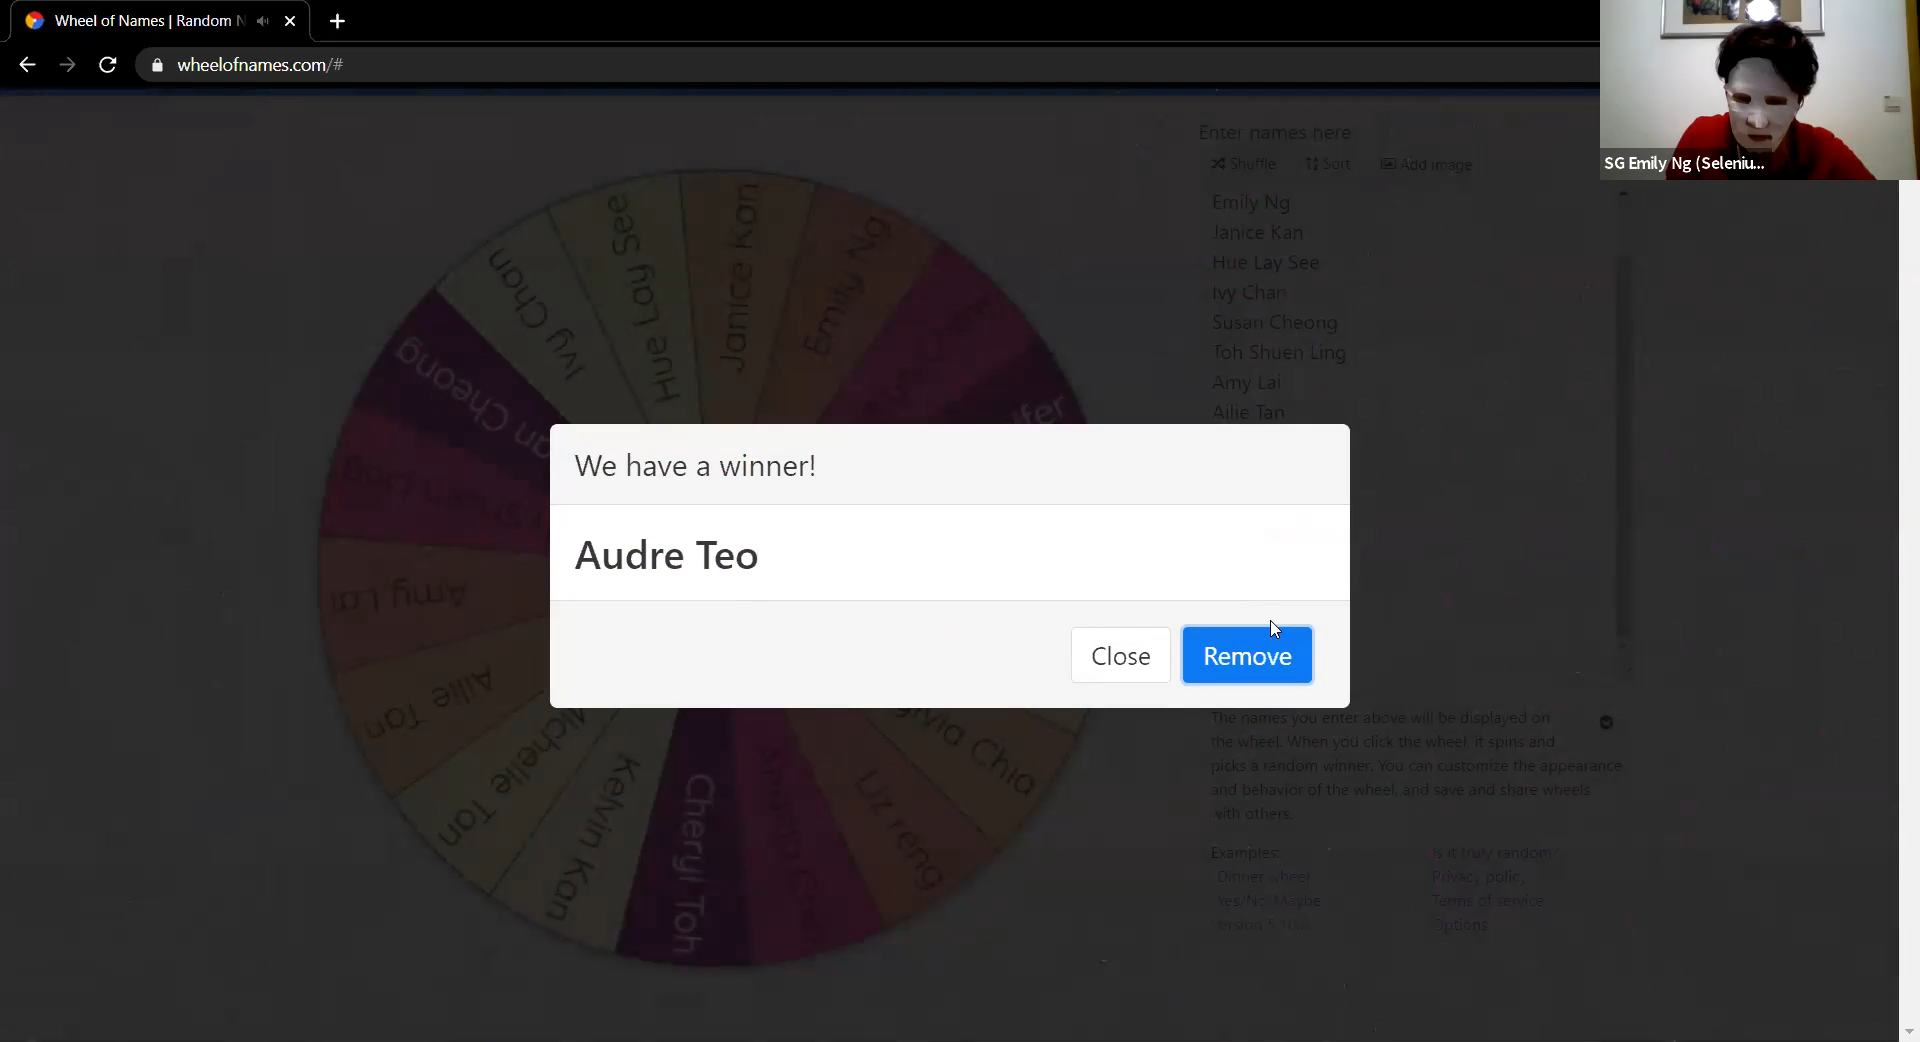 Wheel of Names | Random N
wheelofnames.com/#
SG Emily Ng (Seleniu...
Enter names here
Shuffle
Sort
Add image
Emily Ng
Janice Kan
Hue Lay See
Ivy Chan
Susan Cheong
Toh Shuen Ling
Amy Lai
Ailie Tan
Ivy Chan
Hue Lay See
Janice Kan
Emily Ng
an Cheong
Amy Lai
Ailie Tan
Michelle Tan
Kelvin Kan
Cheryl Toh
Chia
We have a winner!
Audre Teo
Close
Remove
The names you enter above will be displayed on
the wheel. When you click the wheel, it spins and
picks a random winner. You can customize the appearance
and behavior of the wheel, and save and share wheels
with others.
Examples:
Dinner wheel
Yes/No/Maybe
Is it truly random?
Privacy policy
Terms of service
Options